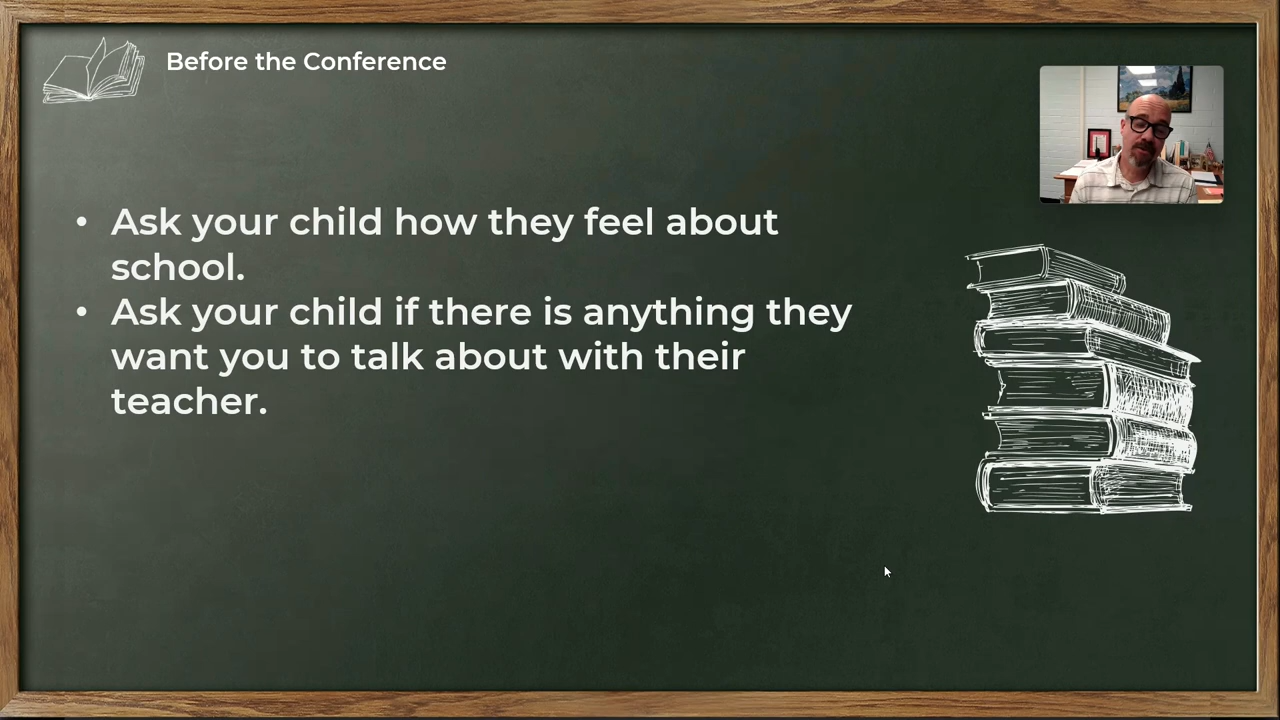 Before the Conference
• Ask your child how they feel about
school.
• Ask your child if there is anything they
want you to talk about with their
teacher.